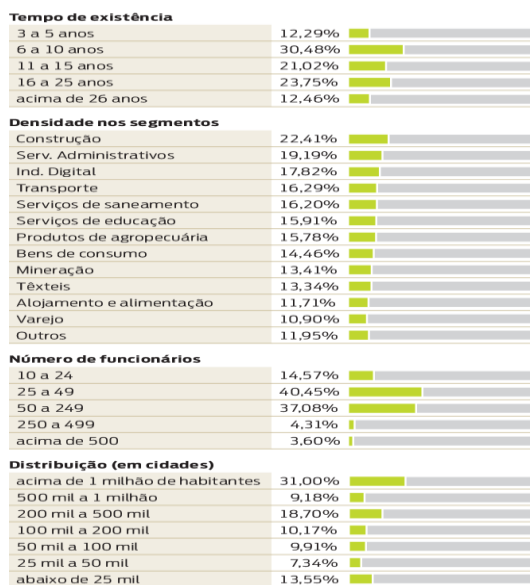 Tempo de existência
3 a 5 anos 12,29%
6 a 10 anos 30,48%
11 a 15 anos 21,02%
16 a 25 anos 23,75%
acima de 26 anos 12,46%
Densidade nos segmentos
Construção 22,41%
Serv. Administrativos 19,19%
Ind. Digital 17,82%
Transporte 16,29%
Serviços de saneamento 16,20%
Serviços de educação 15,91%
Produtos de agropecuária 15,78%
Bens de consumo 14,46%
Mineração 13,41%
Têxteis 13,34%
Alojamento e alimentação 11,71%
Varejo 10,90%
Outros 11,95%
Número de funcionários
10 a 24 14,57%
25 a 49 40,45%
50 a 249 37,08%
250 a 499 4,31%
acima de 500 3,60%
Distribuição (em cidades)
acima de 1 milhão de habitantes 31,00%
500 mil a 1 milhão 9,18%
200 mil a 500 mil 18,70%
100 mil a 200 mil 10,17%
50 mil a 100 mil 9,91%
25 mil a 50 mil 7,34%
abaixo de 25 mil 13,55%